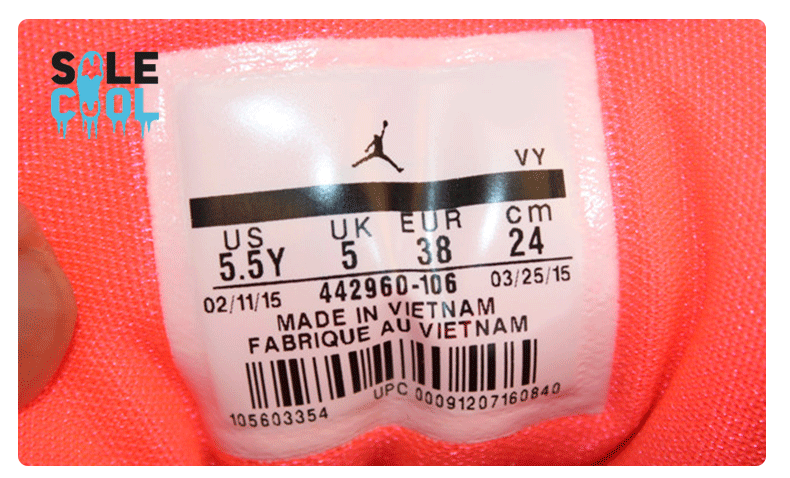 SOLE
COOL
VY
US UK EUR cm
5.5Y 5 38 24
02/11/15 442960-106 03/25/15
MADE IN VIETNAM
FABRIQUE AU VIETNAM
105603354 UPC 00091207160840